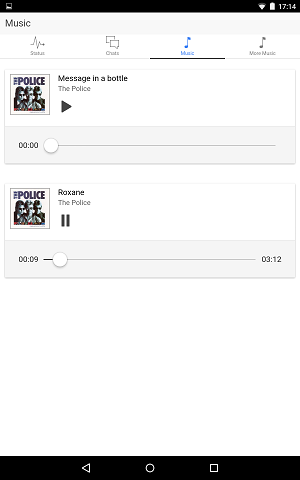 17:14
Music
Status
Chats
Music
More Music
THE POLICE
Message in a bottle
The Police
00:00
THE POLICE
Roxane
The Police
00:09
03:12